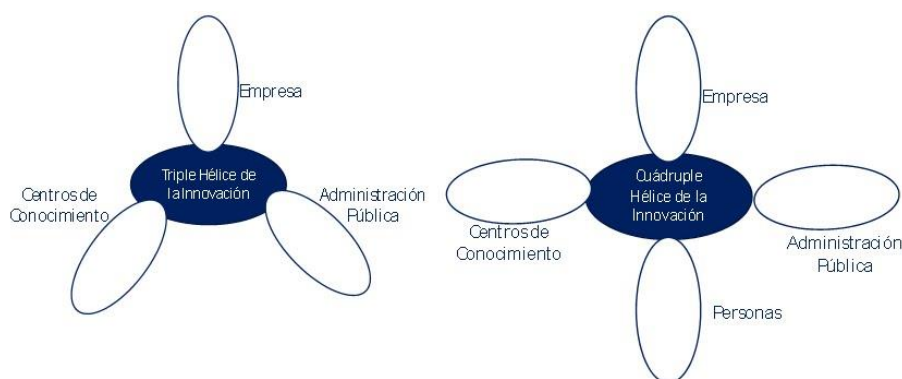 Empresa
Triple Hélice de
la Innovación
Centros de
Conocimiento
Administración
Pública
Empresa
Cuádruple
Hélice de la
Innovación
Centros de
Conocimiento
Administración
Pública
Personas